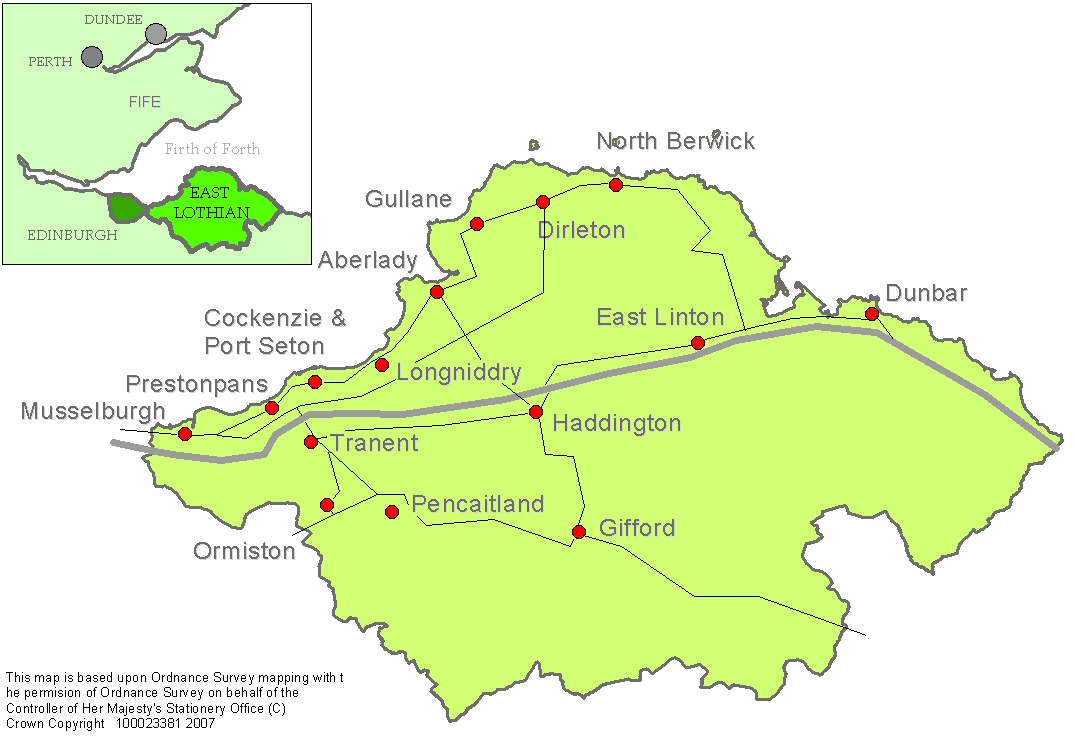 DUNDEE
PERTH
FIFE
Firth of Forth
EAST
LOTHIAN
EDINBURGH
North Berwick
Gullane
Dirleton
Aberlady
Dunbar
Cockenzie &
Port Seton
East Linton
Longniddry
Prestonpans
Musselburgh
Haddington
Tranent
Pencaitland
Gifford
Ormiston
This map is based upon Ordnance Survey mapping with t
he permision of Ordnance Survey on behalf of the
Controller of Her Majesty's Stationery Office (C)
Crown Copyright 100023381 2007